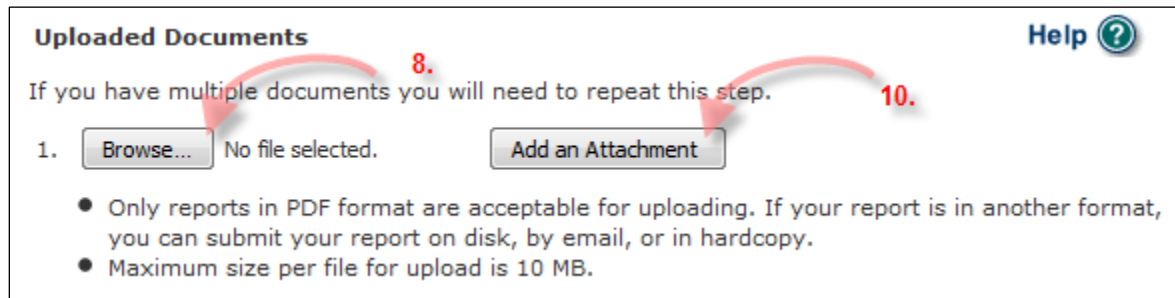 Uploaded Documents
Help ?
8.
If you have multiple documents you will need to repeat this step.
10.
1. Browse... No file selected. Add an Attachment
● Only reports in PDF format are acceptable for uploading. If your report is in another format,
you can submit your report on disk, by email, or in hardcopy.
● Maximum size per file for upload is 10 MB.